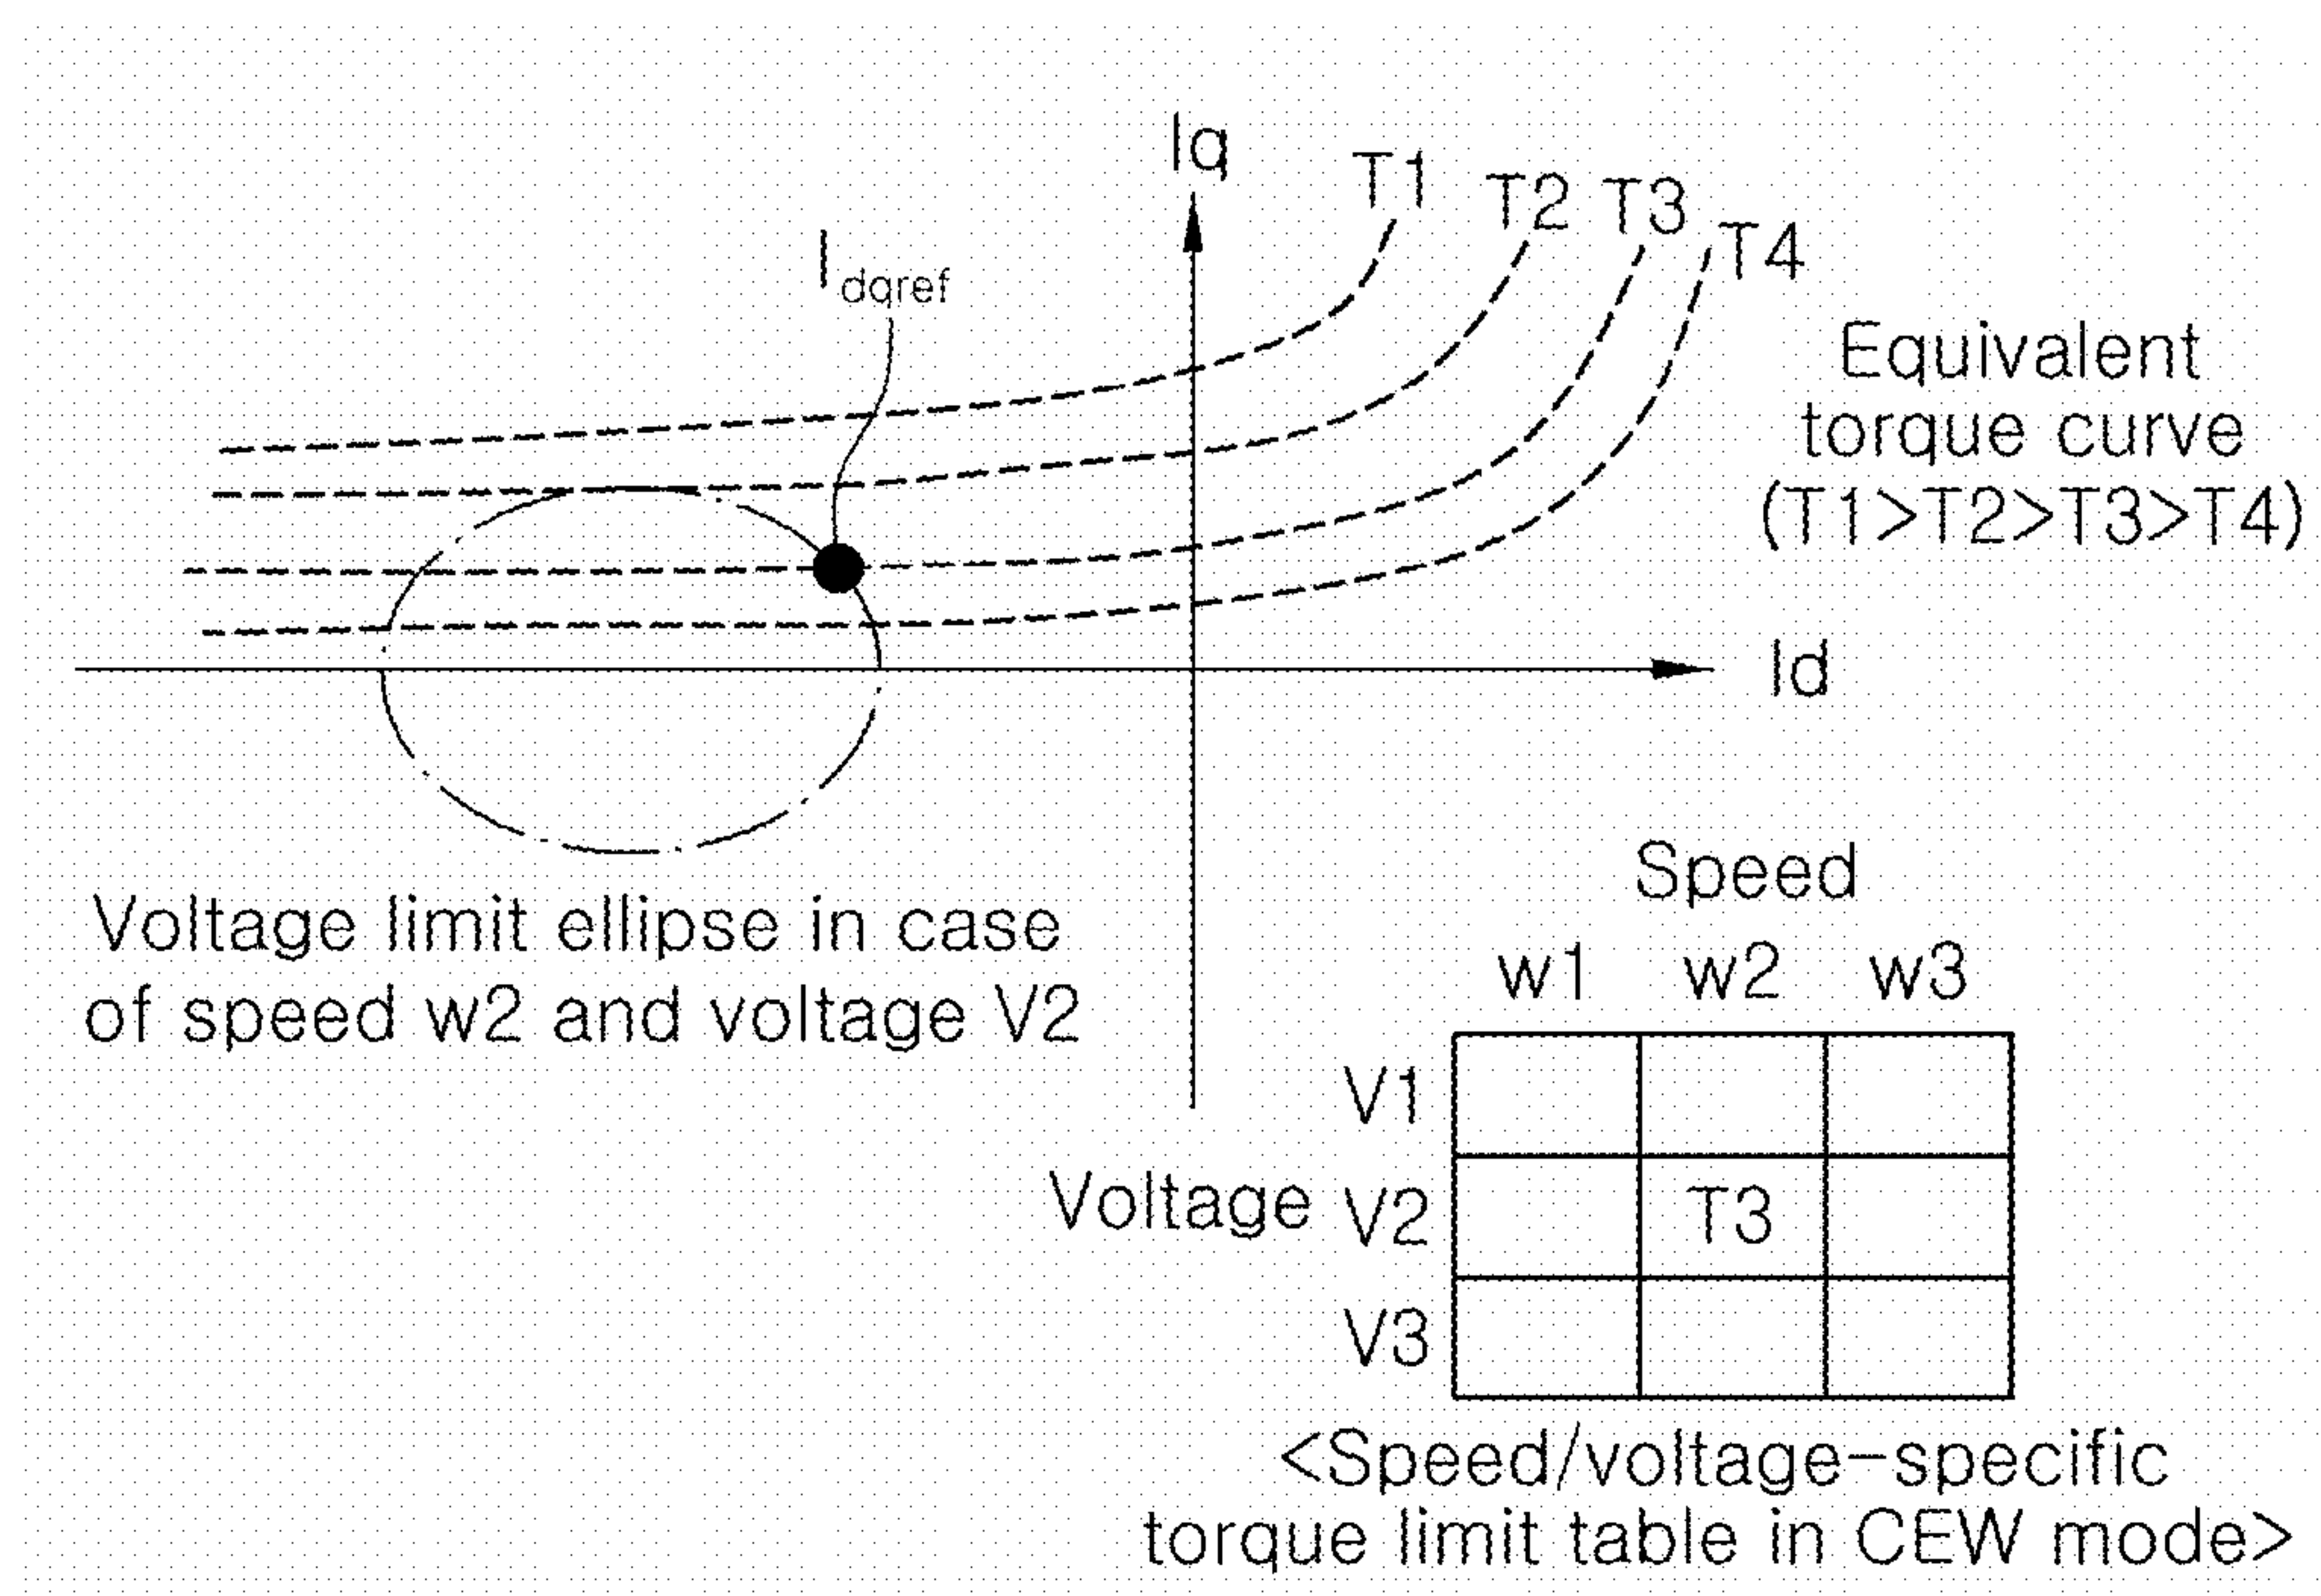 Iq
T1
T2
T3
T4
Idqref
Equivalent
torque curve
(T1>T2>T3>T4)
Id
Voltage limit ellipse in case
of speed w2 and voltage V2
Speed
w1 w2 w3
V1
Voltage V2 T3
V3
<Speed/voltage-specific
torque limit table in CEW mode>